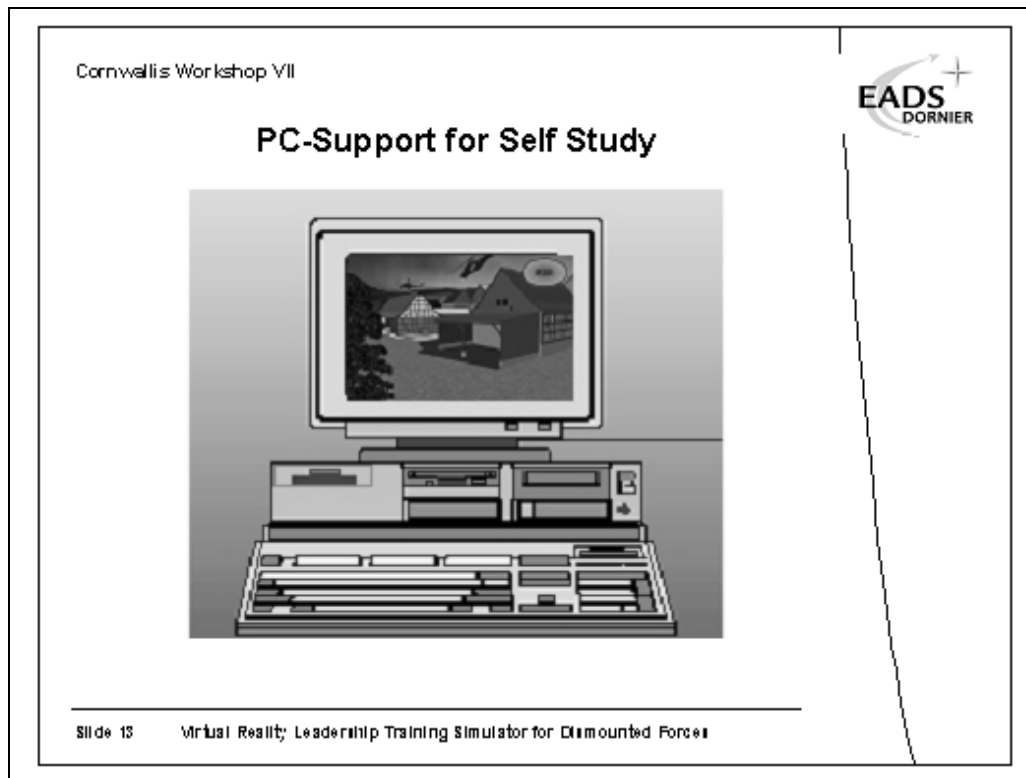 Cornwallis Workshop VII
EADS
DORNIER
PC-Support for Self Study
Slide 13 Virtual Reality Leadership Training Simulator for Dismounted Forces